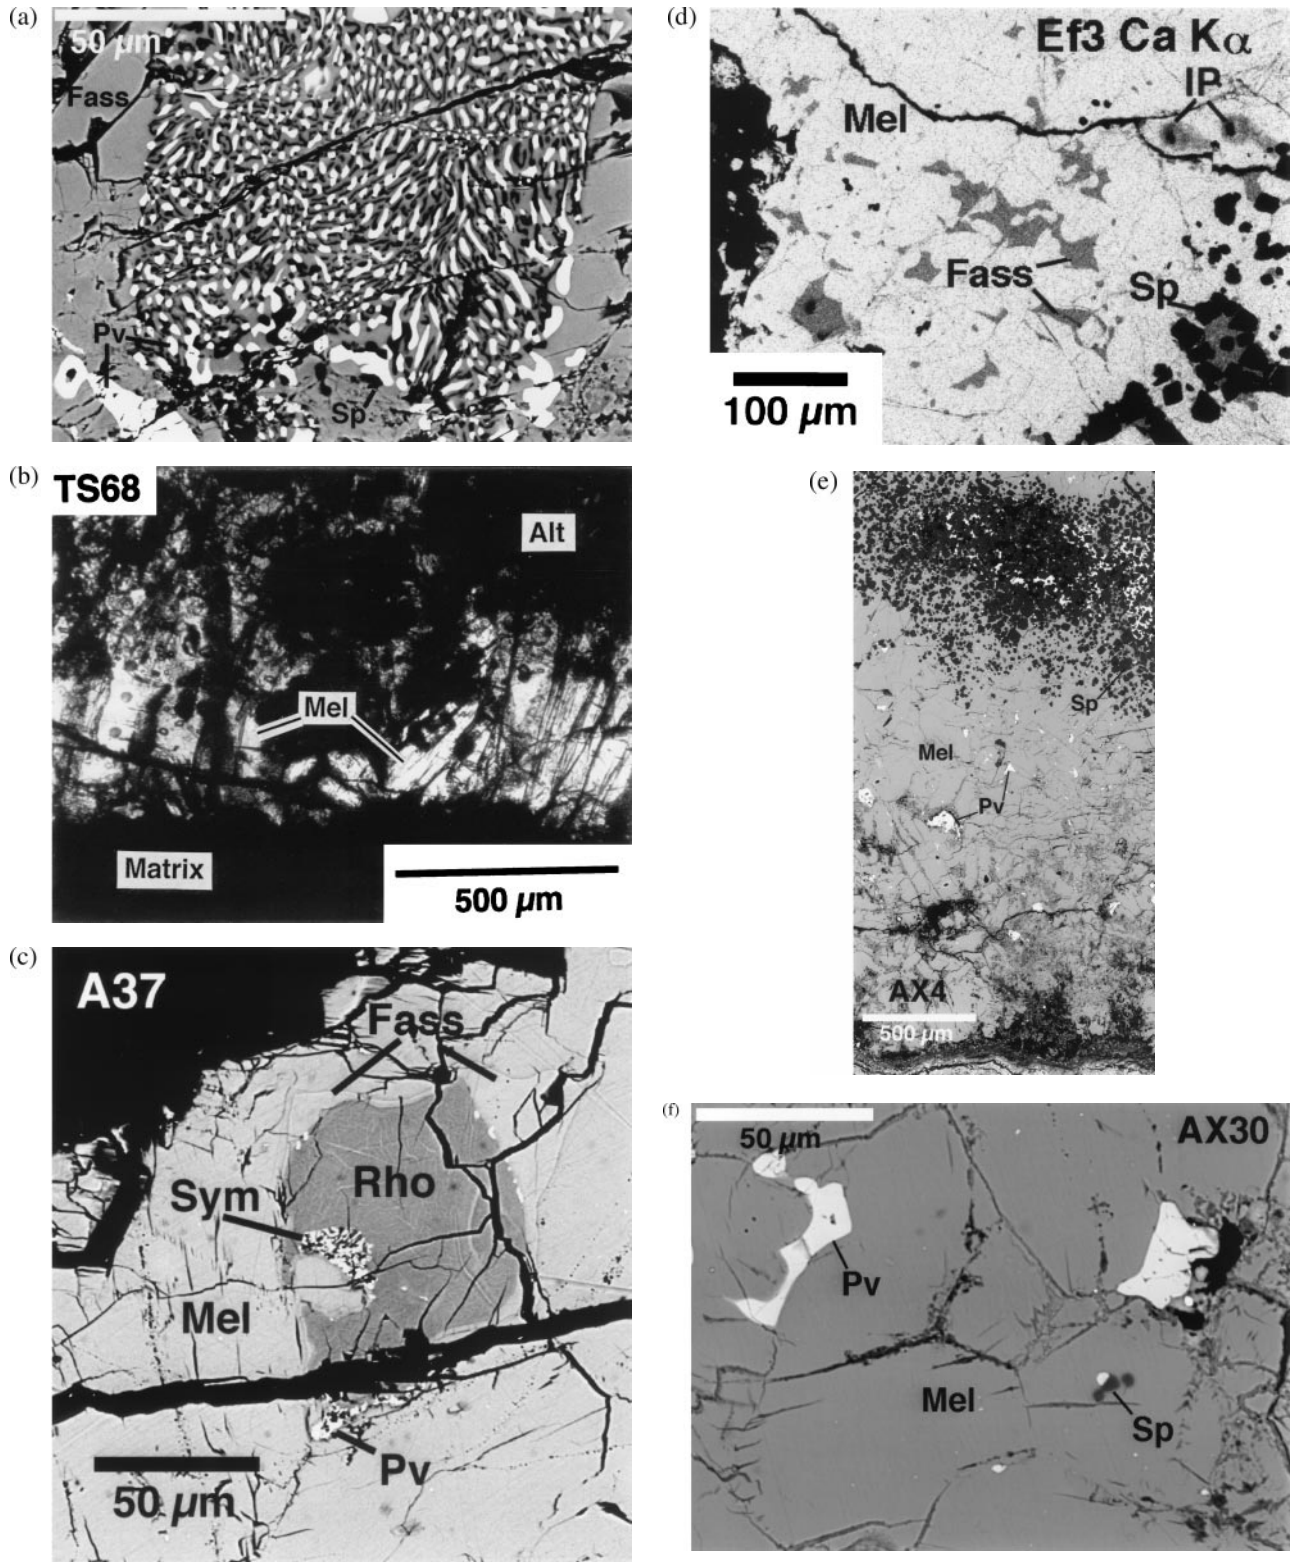 (a)
50 µm
Fass
Pv
Sp
(b)
TS68
Alt
Mel
Matrix
500 µm
(c)
A37
Fass
Sym
Rho
Mel
Pv
50 µm
(d)
Ef3 Ca Kα
IP
Mel
Fass
Sp
100 µm
(e)
Sp
Mel
Pv
AX4
500 µm
(f)
50 µm
AX30
Pv
Mel
Sp